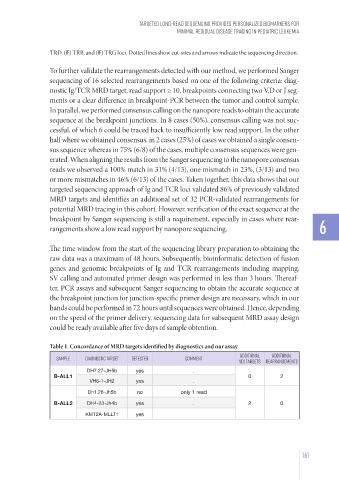 TARGETED LONG-READ SEQUENCING PROVIDES PERSONALIZED BIOMARKERS FOR
MINIMAL RESIDUAL DISEASE TRACING IN PEDIATRIC LEUKEMIA
TRD; (E) TRB, and (F) TRG loci. Dotted lines show cut-sites and arrows indicate the sequencing direction.
To further validate the rearrangements detected with our method, we performed Sanger
sequencing of 16 selected rearrangements based on one of the following criteria: diag-
nostic Ig/TCR MRD target, read support ≥ 10, breakpoints connecting two V,D or J seg-
ments or a clear difference in breakpoint-PCR between the tumor and control sample.
In parallel, we performed consensus calling on the nanopore reads to obtain the accurate
sequence at the breakpoint junctions. In 8 cases (50%), consensus calling was not suc-
cessful, of which 6 could be traced back to insufficiently low read support. In the other
half where we obtained consensus, in 2 cases (25%) of cases we obtained a single consen-
sus sequence whereas in 75% (6/8) of the cases, multiple consensus sequences were gen-
erated. When aligning the results from the Sanger sequencing to the nanopore consensus
reads we observed a 100% match in 31% (4/13), one mismatch in 23%, (3/13) and two
or more mismatches in 46% (6/13) of the cases. Taken together, this data shows that our
targeted sequencing approach of Ig and TCR loci validated 86% of previously validated
MRD targets and identifies an additional set of 32 PCR-validated rearrangements for
potential MRD tracing in this cohort. However, verification of the exact sequence at the
breakpoint by Sanger sequencing is still a requirement, especially in cases where rear-
rangements show a low read support by nanopore sequencing.
6
The time window from the start of the sequencing library preparation to obtaining the
raw data was a maximum of 48 hours. Subsequently, bioinformatic detection of fusion
genes and genomic breakpoints of Ig and TCR rearrangements including mapping,
SV calling and automated primer design was performed in less than 3 hours. Thereaf-
ter, PCR assays and subsequent Sanger sequencing to obtain the accurate sequence at
the breakpoint junction for junction-specific primer design are necessary, which in our
hands could be performed in 72 hours until sequences were obtained. Hence, depending
on the speed of the primer delivery, sequencing data for subsequent MRD assay design
could be ready available after five days of sample obtention.
Table 1. Concordance of MRD targets identified by diagnostics and our assay
SAMPLE DIAGNOSTIC TARGET DETECTED COMMENT ADDITIONAL MRD TARGETS ADDITIONAL REARRANGEMENTS
B-ALL1 DH7.27-JH5b yes 0 2
VH6-1-JH2 yes
B-ALL2 DH1.26-JH5b no only 1 read 2 0
DH4-23-JH4b yes
KMT2A-MLLT1 yes
161